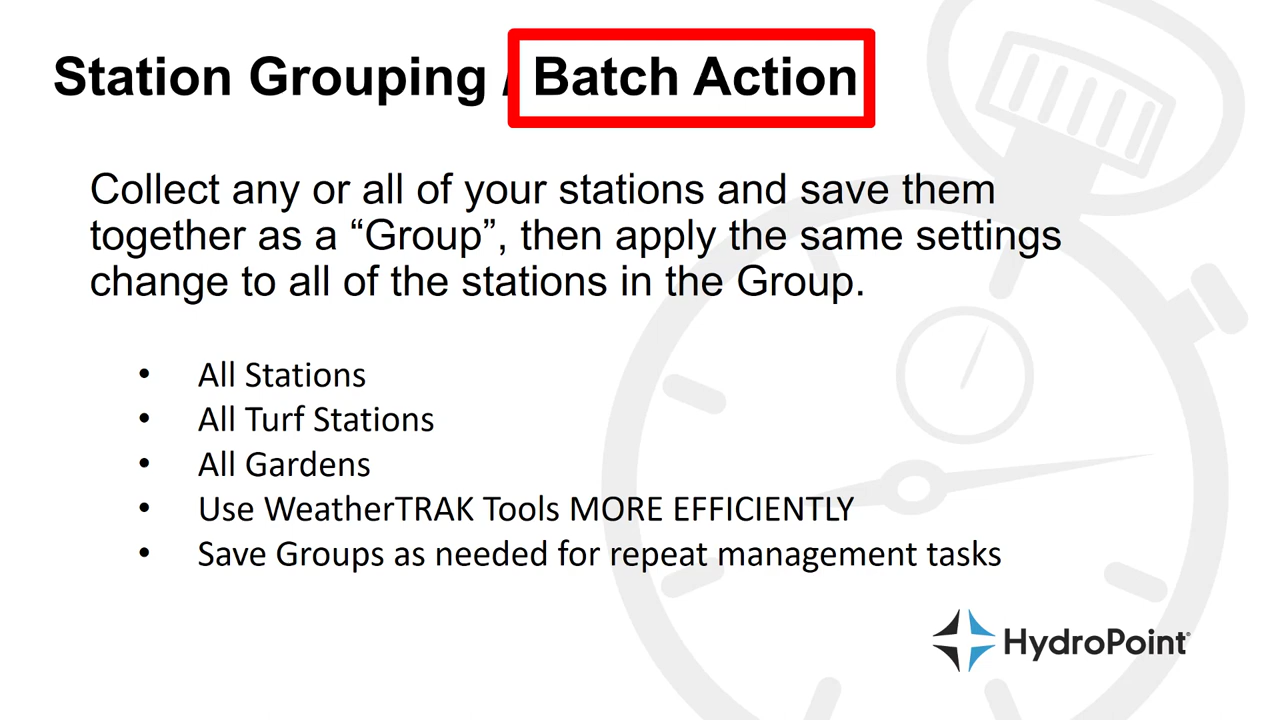 Station Grouping / Batch Action
Collect any or all of your stations and save them
together as a “Group”, then apply the same settings
change to all of the stations in the Group.
• All Stations
• All Turf Stations
• All Gardens
• Use WeatherTRAK Tools MORE EFFICIENTLY
• Save Groups as needed for repeat management tasks
HydroPoint®